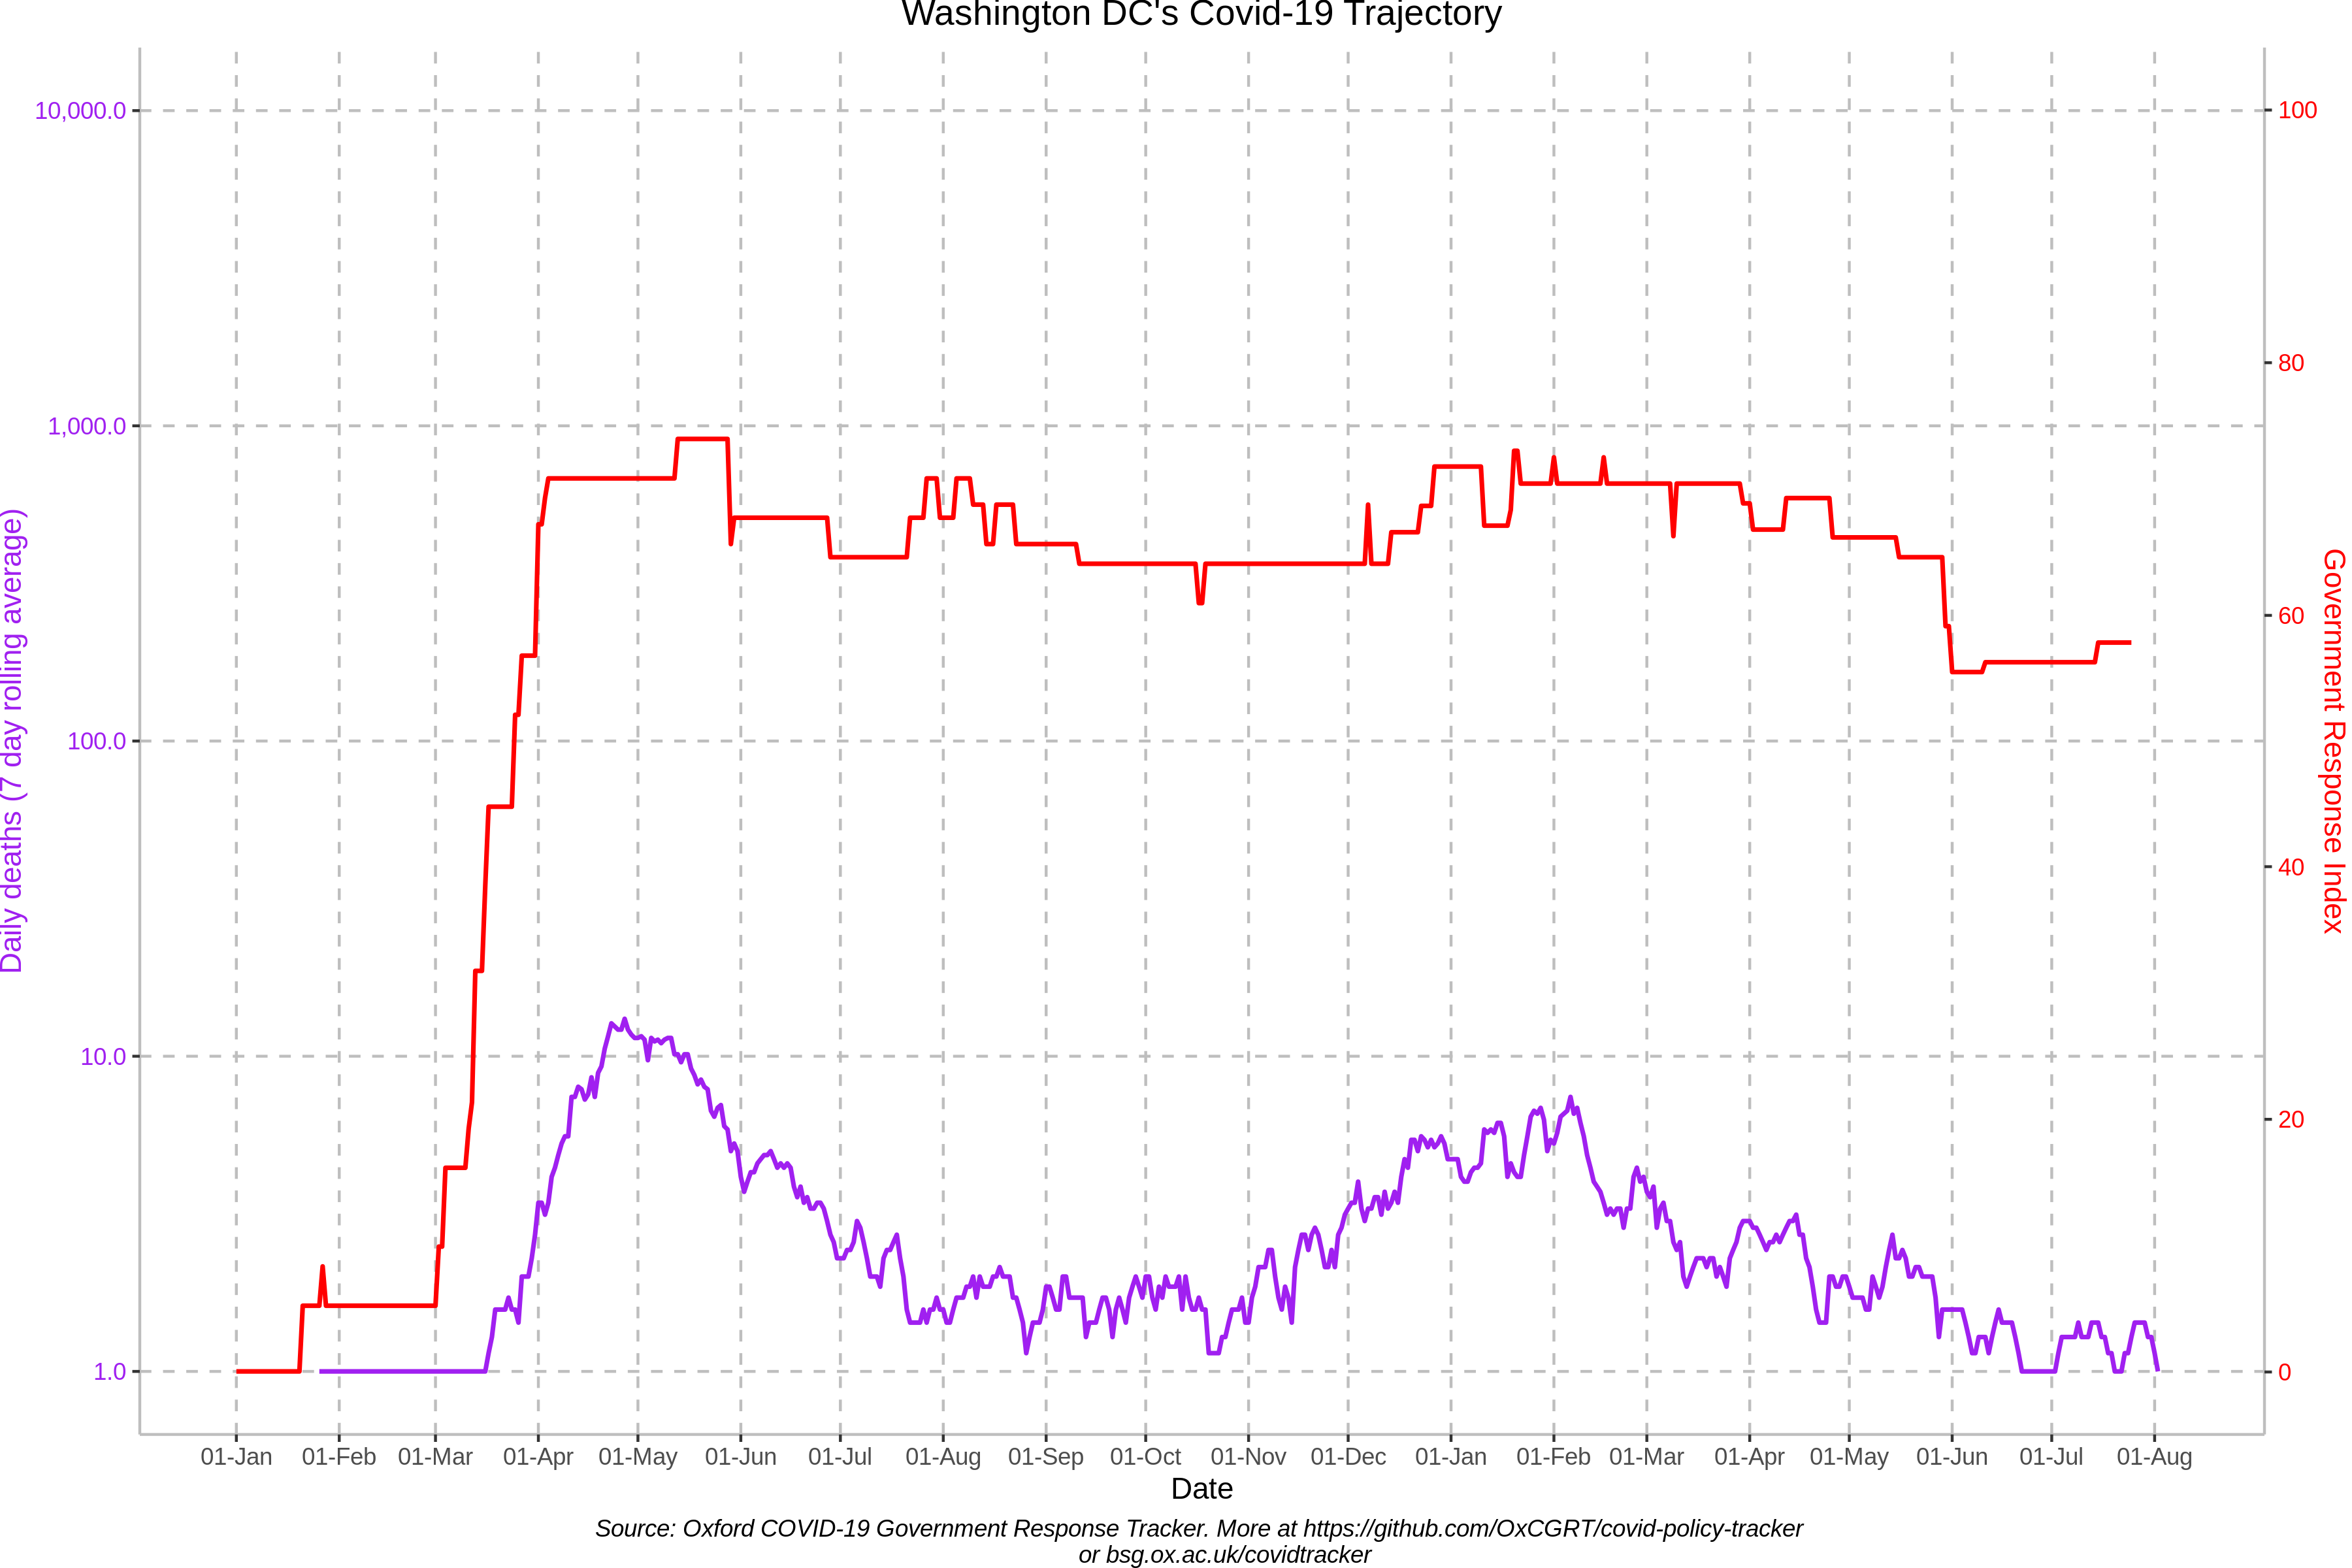 Washington DC's Covid-19 Trajectory
10,000.0
1,000.0
100.0
10.0
1.0
Daily deaths (7 day rolling average)
100
80
60
40
20
0
Government Response Index
01-Jan 01-Feb 01-Mar 01-Apr 01-May 01-Jun 01-Jul 01-Aug 01-Sep 01-Oct 01-Nov 01-Dec 01-Jan 01-Feb 01-Mar 01-Apr 01-May 01-Jun 01-Jul 01-Aug
Date
Source: Oxford COVID-19 Government Response Tracker. More at https://github.com/OxCGRT/covid-policy-tracker
or bsg.ox.ac.uk/covidtracker